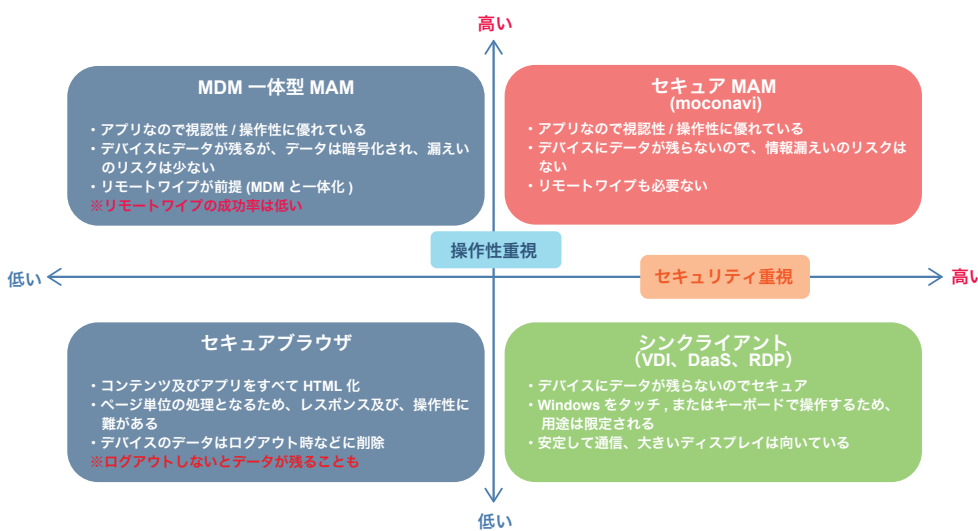 高い
MDM 一体型 MAM
・アプリなので視認性 / 操作性に優れている
・デバイスにデータが残るが、データは暗号化され、漏えい
のリスクは少ない
・リモートワイプが前提 (MDM と一体化 )
※リモートワイプの成功率は低い
セキュア MAM
(moconavi)
・アプリなので視認性 / 操作性に優れている
・デバイスにデータが残らないので、情報漏えいのリスクは
ない
・リモートワイプも必要ない
操作性重視
低い
セキュリティ重視
高い
セキュアブラウザ
・コンテンツ及びアプリをすべて HTML 化
・ページ単位の処理となるため、レスポンス及び、操作性に
難がある
・デバイスのデータはログアウト時などに削除
※ログアウトしないとデータが残ることも
シンクライアント
（VDI、DaaS、RDP）
・デバイスにデータが残らないのでセキュア
・Windows をタッチ , またはキーボードで操作するため、
用途は限定される
・安定して通信、大きいディスプレイは向いている
低い